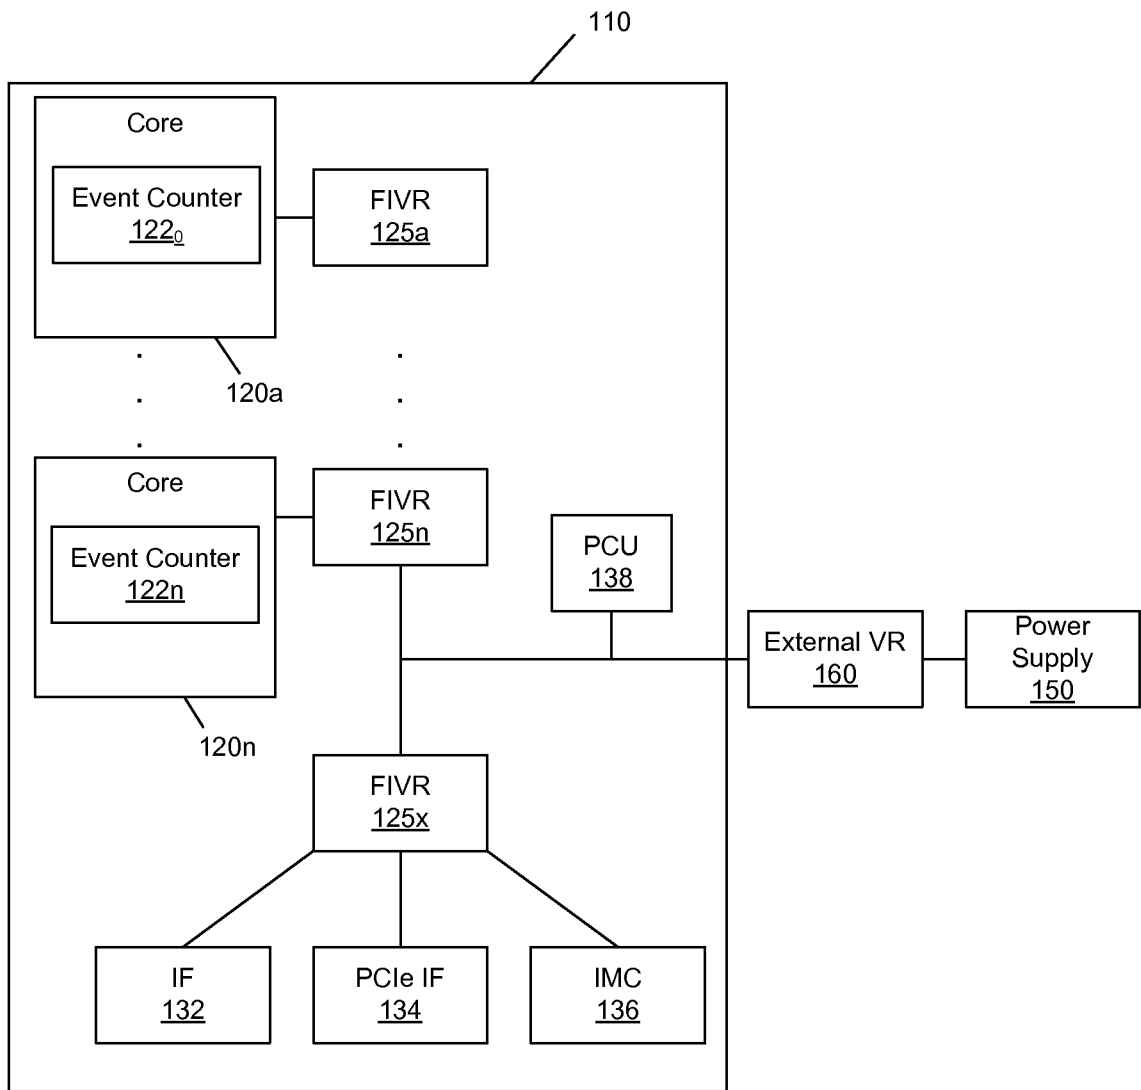 110
Core
Event Counter
122₀
FIVR
125a
120a
Core
Event Counter
122n
FIVR
125n
PCU
138
External VR
160
Power
Supply
150
120n
FIVR
125x
IF
132
PCIe IF
134
IMC
136